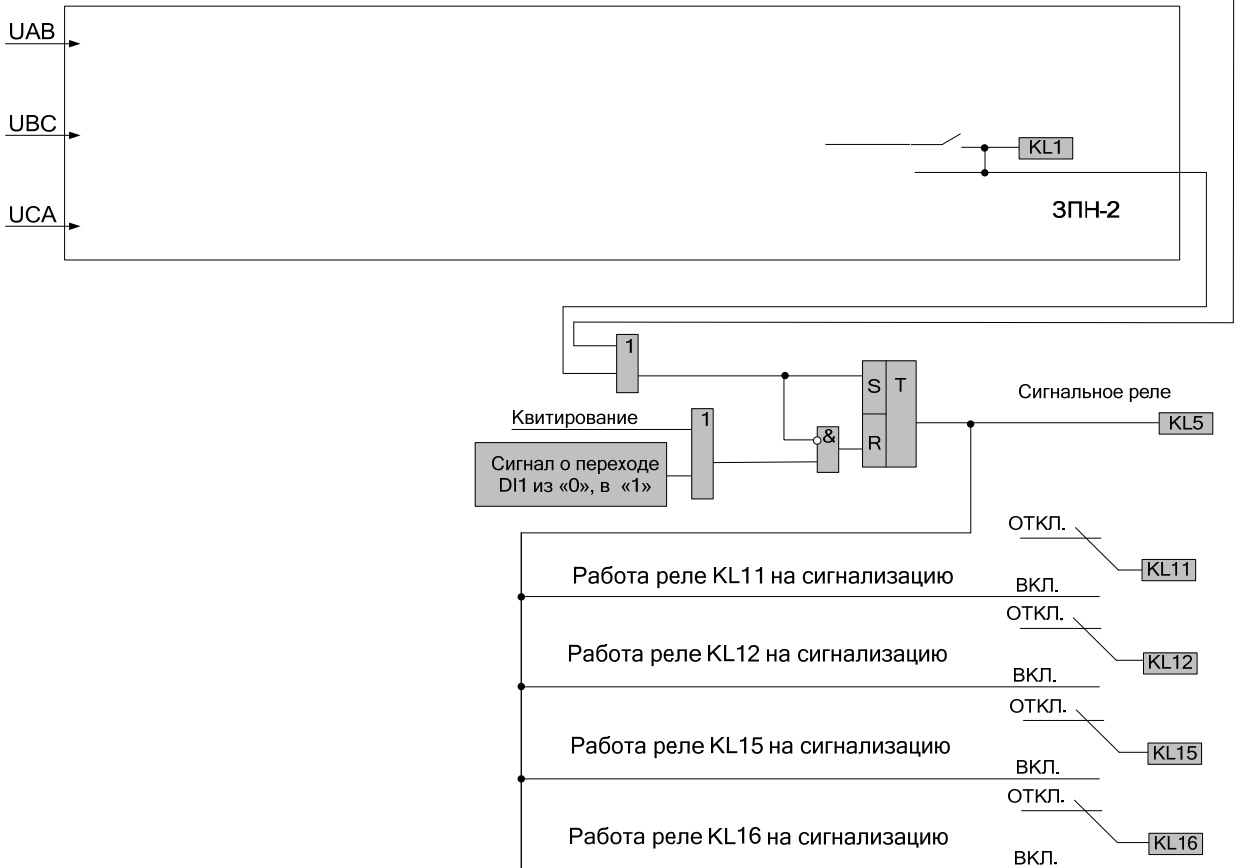 UAB
UBC
KL1
ЗПН-2
UCA
1
S T
Сигнальное реле
KL5
Квитирование
1
&
R
Сигнал о переходе
DI1 из «0», в «1»
ОТКЛ.
KL11
Работа реле KL11 на сигнализацию
ВКЛ.
ОТКЛ.
Работа реле KL12 на сигнализацию
KL12
ВКЛ.
ОТКЛ.
Работа реле KL15 на сигнализацию
KL15
ВКЛ.
ОТКЛ.
Работа реле KL16 на сигнализацию
KL16
ВКЛ.